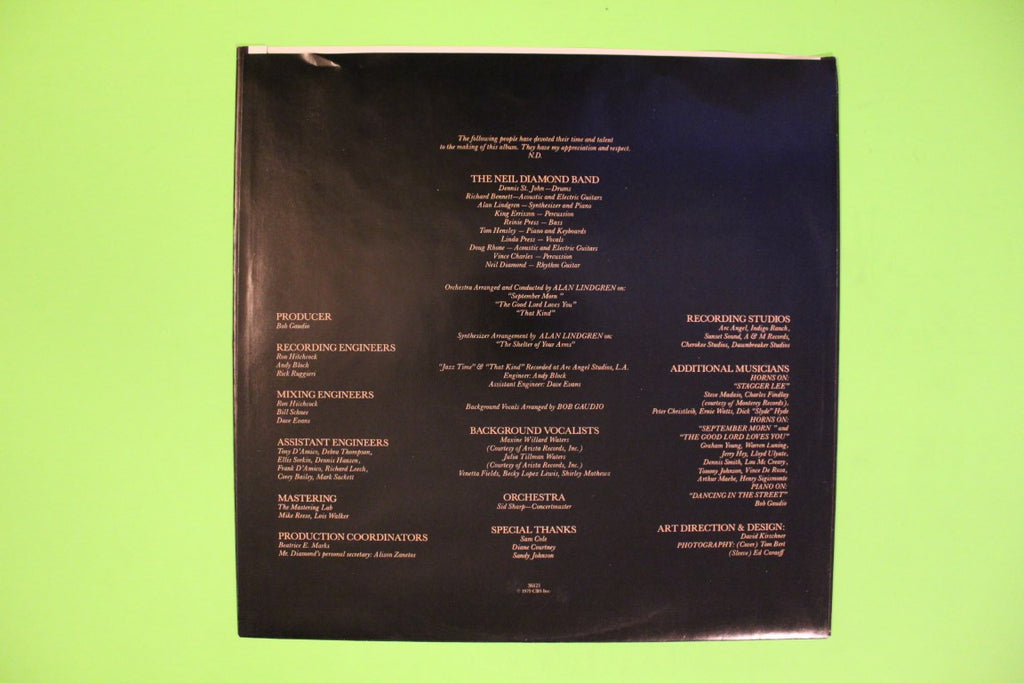 The following people have devoted their time and talent
to the making of this album. They have my appreciation and respect.
N.D.
THE NEIL DIAMOND BAND
Dennis St. John—Drums
Richard Bennett—Acoustic and Electric Guitars
Alan Lindgren — Synthesizer and Piano
King Errisson — Percussion
Reinie Press — Bass
Tom Hensley — Piano and Keyboards
Linda Press — Vocals
Doug Rhone — Acoustic and Electric Guitars
Vince Charles — Percussion
Neil Diamond — Rhythm Guitar
Orchestra Arranged and Conducted by ALAN LINDGREN on:
"September Morn"
"The Good Lord Loves You"
"That Kind"
Synthesizer Arrangement by ALAN LINDGREN on:
"The Shelter of Your Arms"
"Jazz Time" & "That Kind" Recorded at Arc Angel Studios, L.A.
Engineer: Andy Block
Assistant Engineer: Dave Evans
Background Vocals Arranged by BOB GAUDIO
BACKGROUND VOCALISTS
Maxine Willard Waters
(Courtesy of Arista Records, Inc.)
Julia Tillman Waters
(Courtesy of Arista Records, Inc.)
Venetta Fields, Becky Lopez Lewis, Shirley Mathews
ORCHESTRA
Sid Sharp—Concertmaster
SPECIAL THANKS
Sam Cole
Diane Courtney
Sandy Johnson
36121
© 1979 CBS Inc.
PRODUCER
Bob Gaudio
RECORDING ENGINEERS
Ron Hitchcock
Andy Block
Rick Ruggieri
MIXING ENGINEERS
Ron Hitchcock
Bill Schnee
Dave Evans
ASSISTANT ENGINEERS
Tony D'Amico, Debra Thompson,
Ellis Sorkin, Dennis Hansen,
Frank D'Amico, Richard Leech,
Corey Bailey, Mark Sackett
MASTERING
The Mastering Lab
Mike Reese, Lois Walker
PRODUCTION COORDINATORS
Beatrice E. Marks
Mr. Diamond's personal secretary: Alison Zanetos
RECORDING STUDIOS
Arc Angel, Indigo Ranch,
Sunset Sound, A & M Records,
Cherokee Studios, Dawnbreaker Studios
ADDITIONAL MUSICIANS
HORNS ON:
"STAGGER LEE"
Steve Madaio, Charles Findley
(courtesy of Monterey Records),
Peter Christleib, Ernie Watts, Dick "Slyde" Hyde
HORNS ON:
"SEPTEMBER MORN" and
"THE GOOD LORD LOVES YOU"
Graham Young, Warren Luning,
Jerry Hey, Lloyd Ulyate,
Dennis Smith, Lou Mc Creary,
Tommy Johnson, Vince De Rosa,
Arthur Maebe, Henry Sigismonte
PIANO ON:
"DANCING IN THE STREET"
Bob Gaudio
ART DIRECTION & DESIGN:
David Kirschner
PHOTOGRAPHY: (Cover) Tom Bert
(Sleeve) Ed Caraeff